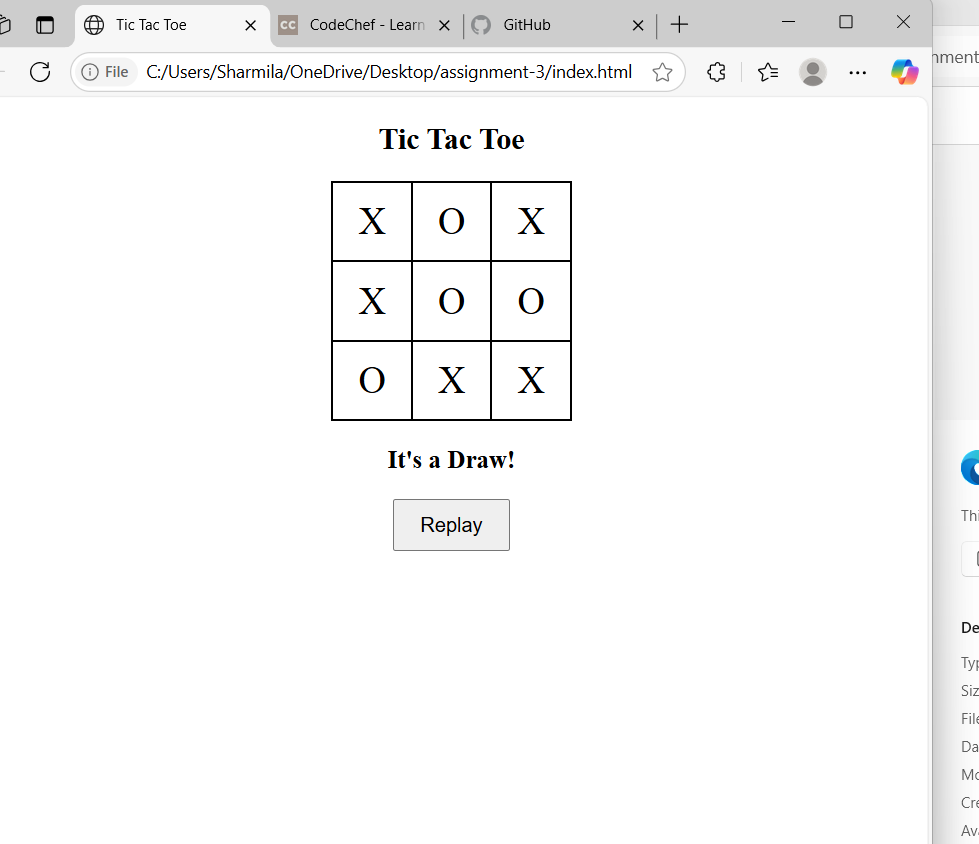 Tic Tac Toe
CodeChef - Learn
GitHub
File
C:/Users/Sharmila/OneDrive/Desktop/assignment-3/index.html
Tic Tac Toe
X O X
X O O
O X X
It's a Draw!
Replay
nment
Thi
De
Typ
Siz
File
Da
Mo
Cre
Ava